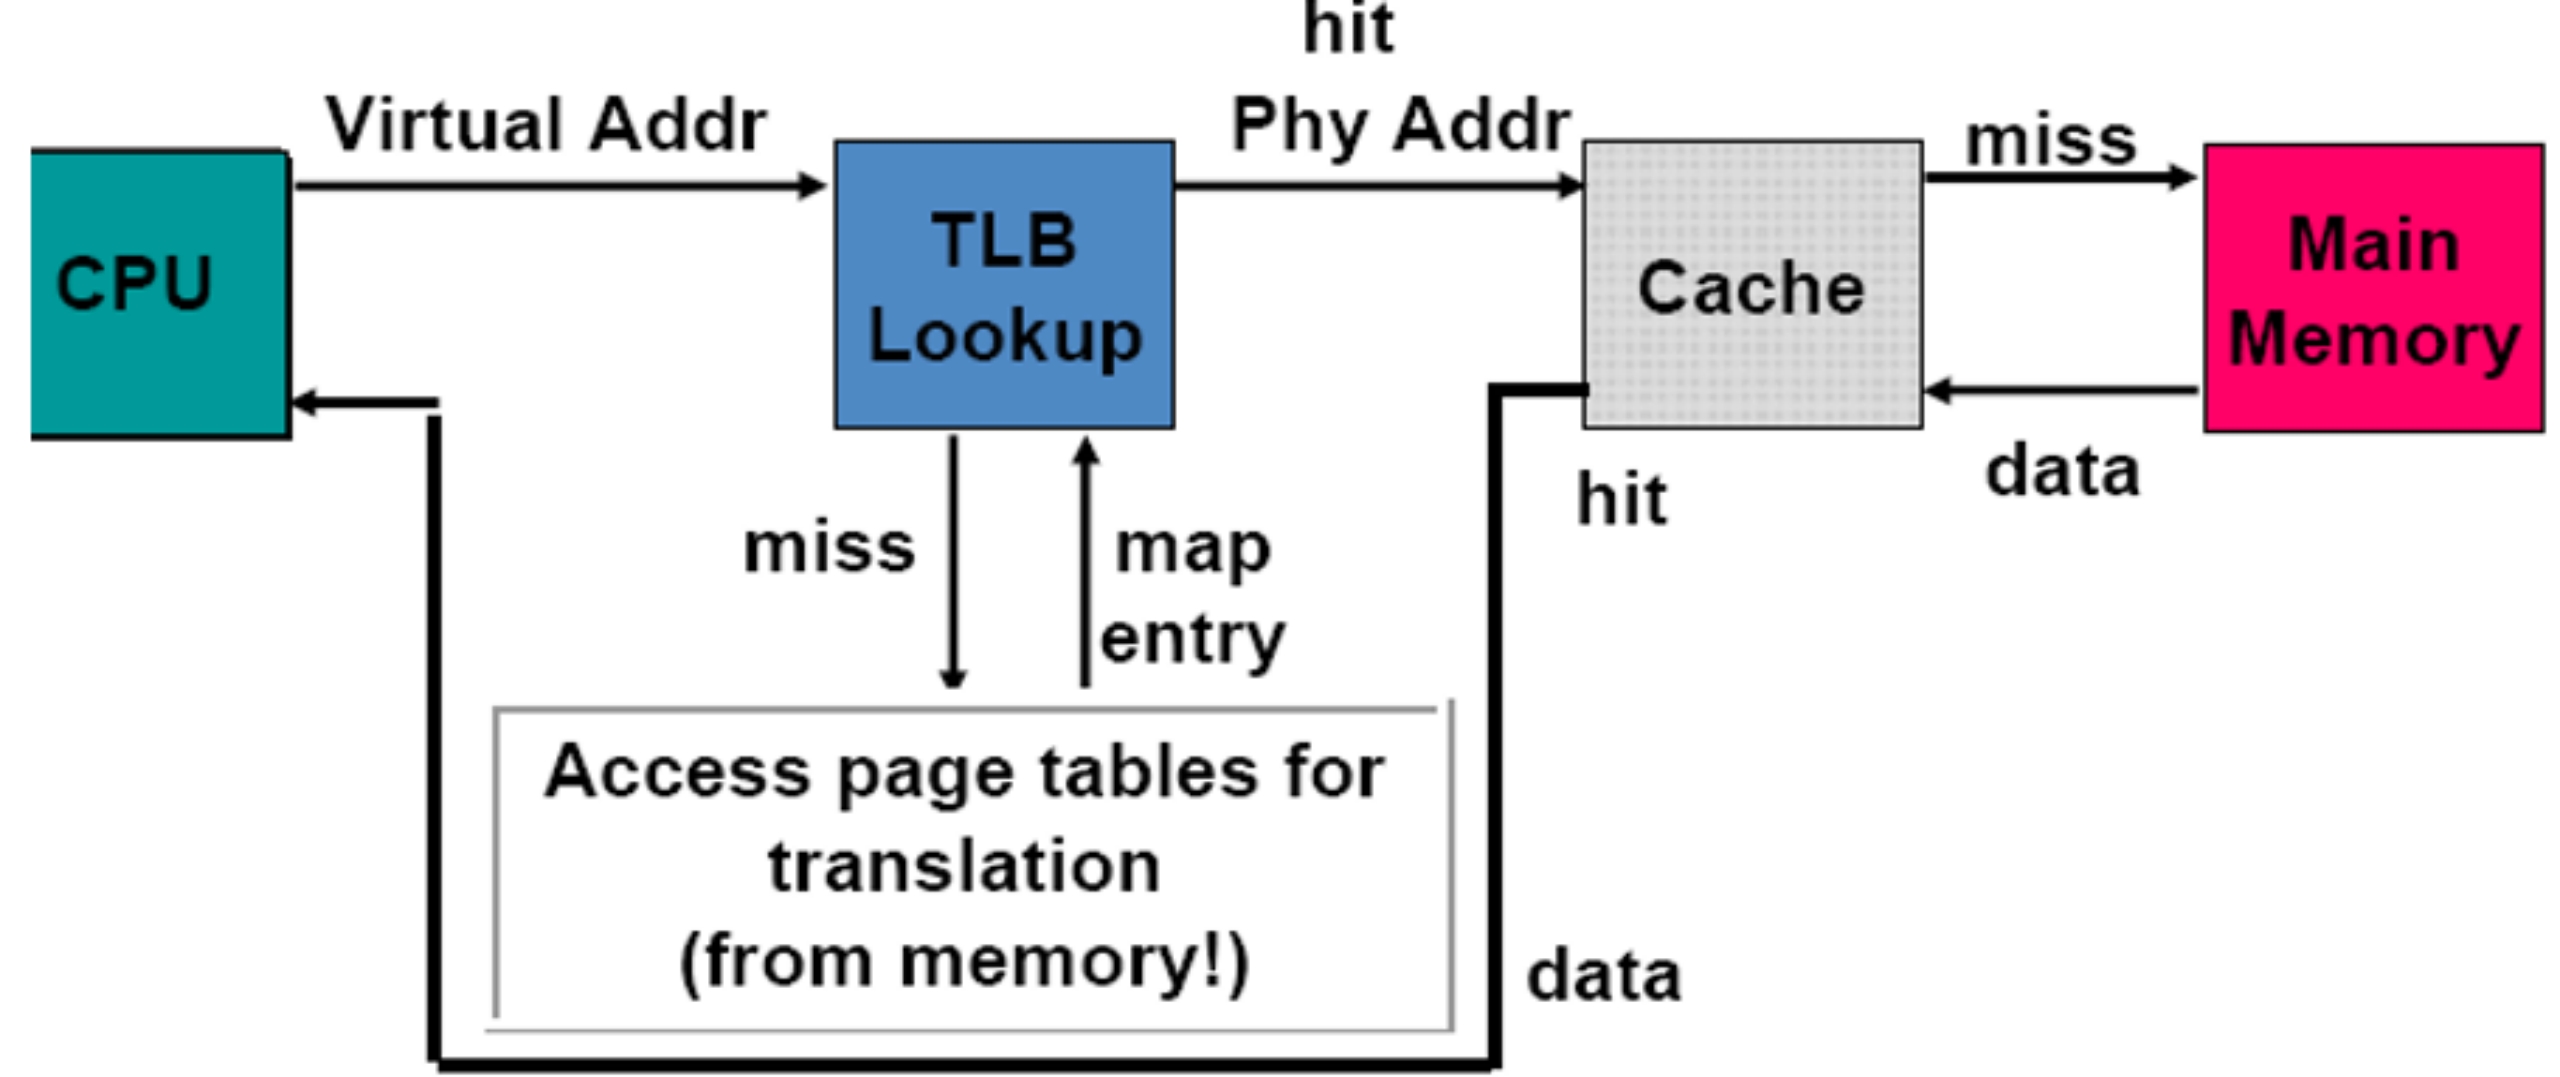 hit
Virtual Addr
Phy Addr
miss
CPU
TLB
Lookup
Cache
Main
Memory
hit
data
miss
map
entry
Access page tables for
translation
(from memory!)
data